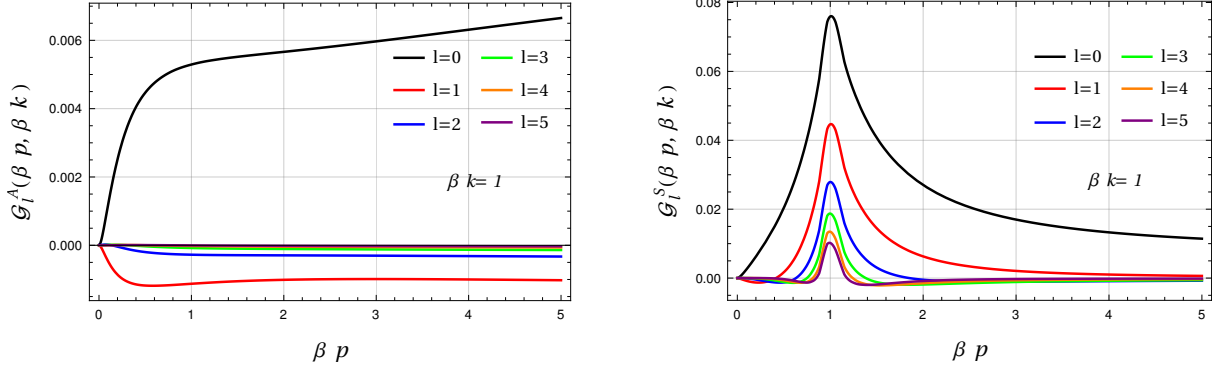 𝒢_l^A(β p, β k)
0.006
0.004
0.002
0.000
l=0 l=3
l=1 l=4
l=2 l=5
β k= 1
0 1 2 3 4 5
β p
𝒢_l^S(β p, β k)
0.08
0.06
0.04
0.02
0.00
l=0 l=3
l=1 l=4
l=2 l=5
β k= 1
0 1 2 3 4 5
β p